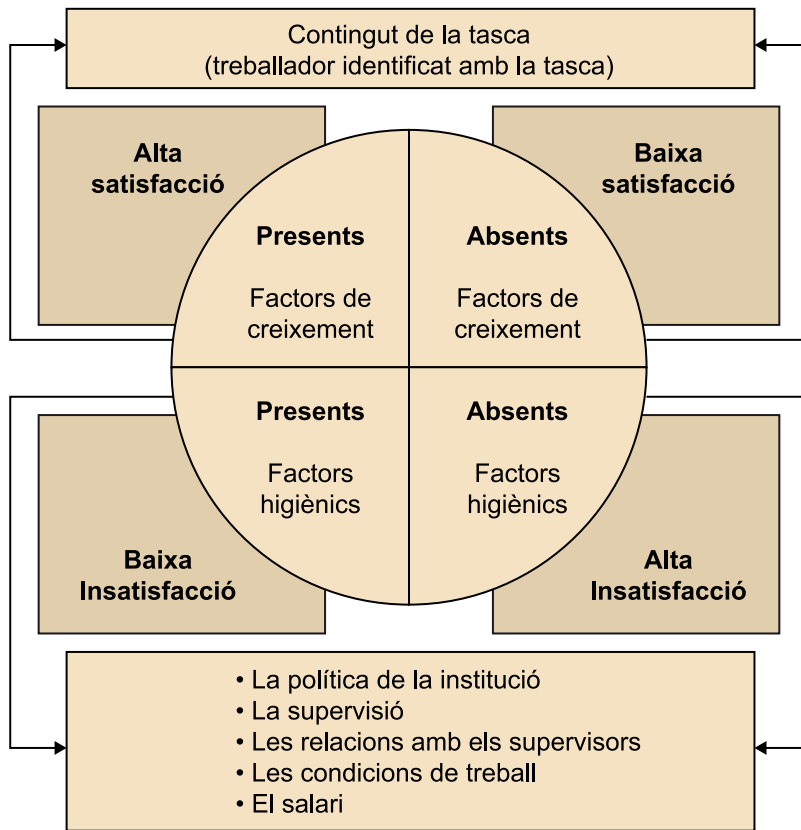 Contingut de la tasca
(treballador identificat amb la tasca)
Alta
satisfacció
Baixa
satisfacció
Presents
Factors de
creixement
Absents
Factors de
creixement
Presents
Factors
higiènics
Absents
Factors
higiènics
Baixa
Insatisfacció
Alta
Insatisfacció
• La política de la institució
• La supervisió
• Les relacions amb els supervisors
• Les condicions de treball
• El salari